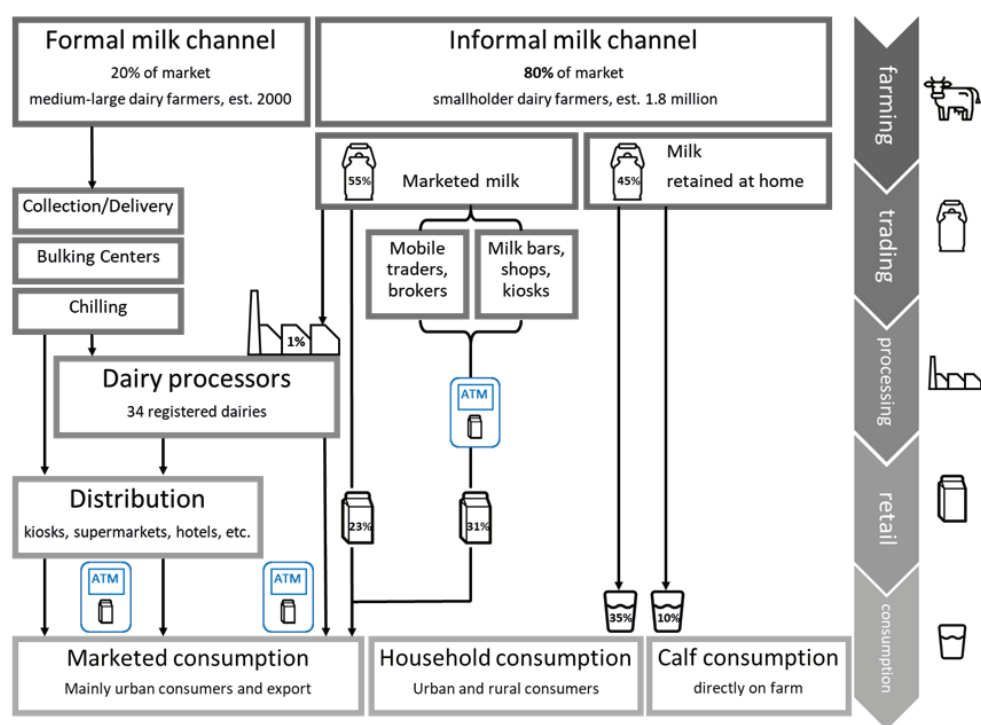 Formal milk channel
20% of market
medium-large dairy farmers, est. 2000
Informal milk channel
80% of market
smallholder dairy farmers, est. 1.8 million
farming
55%
Marketed milk
45%
Milk
retained at home
Collection/Delivery
Bulking Centers
Chilling
Mobile
traders,
brokers
Milk bars,
shops,
kiosks
trading
1%
Dairy processors
34 registered dairies
ATM
processing
Distribution
kiosks, supermarkets, hotels, etc.
23%
31%
retail
ATM
ATM
35%
10%
Marketed consumption
Mainly urban consumers and export
Household consumption
Urban and rural consumers
Calf consumption
directly on farm
consumption